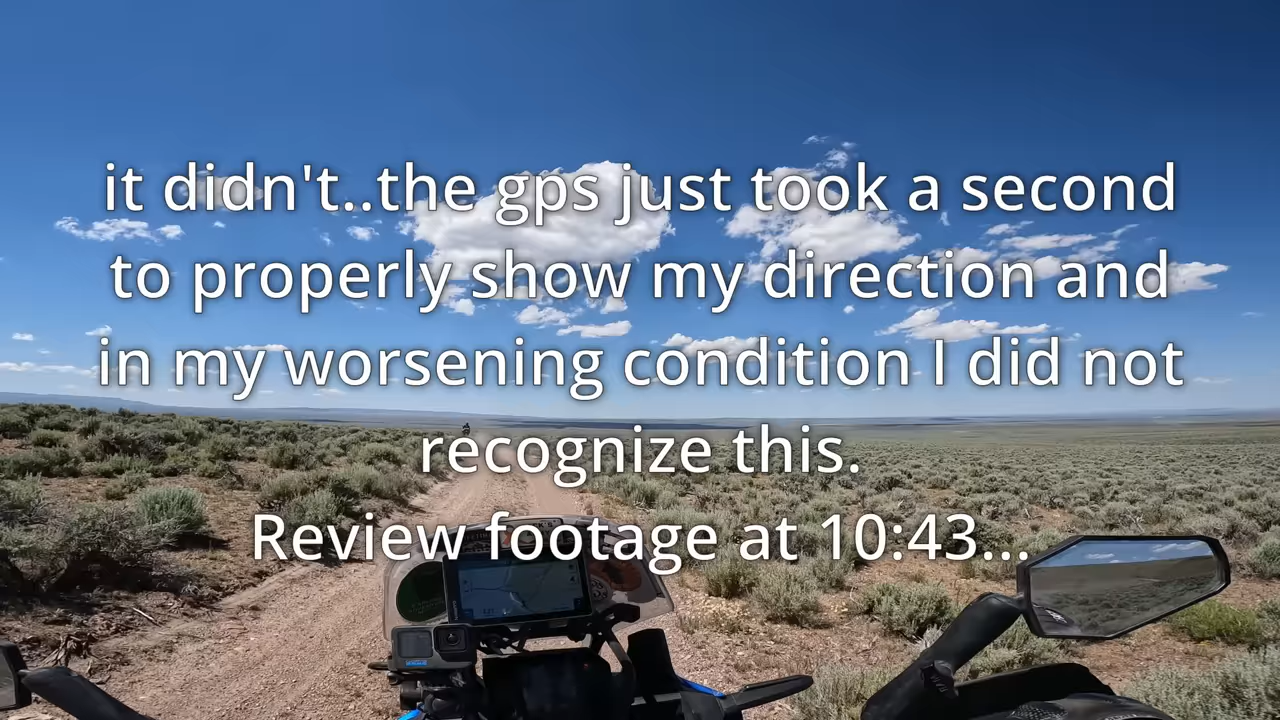 it didn't..the gps just took a second
to properly show my direction and
in my worsening condition I did not
recognize this.
Review footage at 10:43...